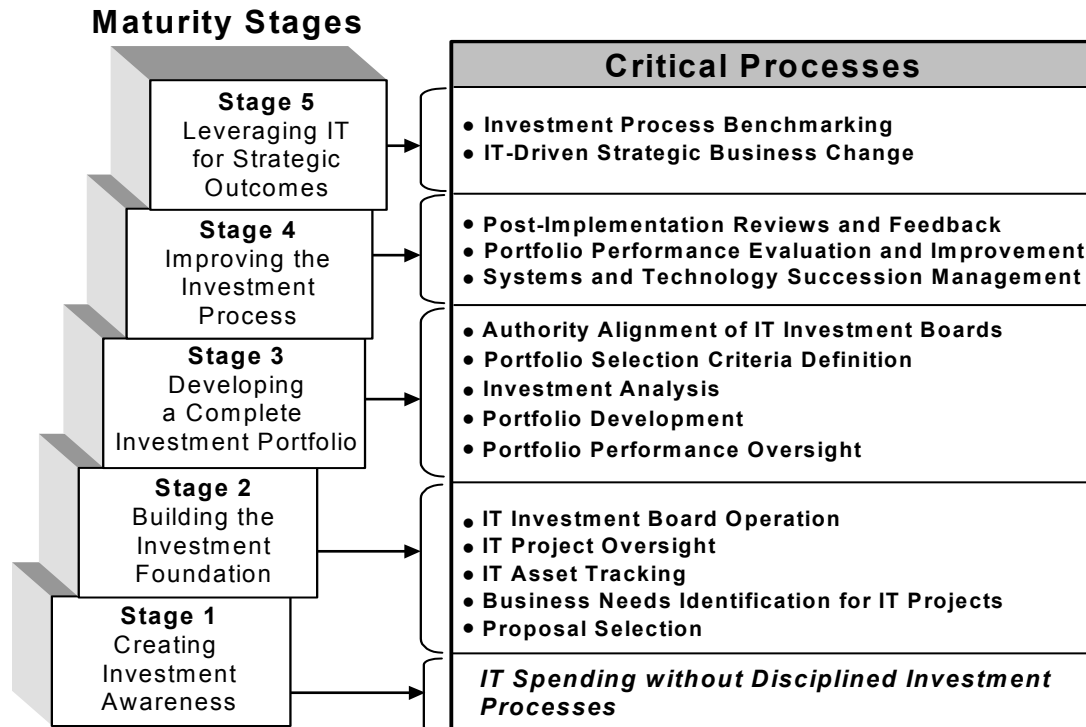 Maturity Stages
Critical Processes
Stage 5
Leveraging IT
for Strategic
Outcomes
• Investment Process Benchmarking
• IT-Driven Strategic Business Change
Stage 4
Improving the
Investment
Process
• Post-Implementation Reviews and Feedback
• Portfolio Performance Evaluation and Improvement
• Systems and Technology Succession Management
Stage 3
Developing
a Complete
Investment Portfolio
• Authority Alignment of IT Investment Boards
• Portfolio Selection Criteria Definition
• Investment Analysis
• Portfolio Development
• Portfolio Performance Oversight
Stage 2
Building the
Investment
Foundation
• IT Investment Board Operation
• IT Project Oversight
• IT Asset Tracking
• Business Needs Identification for IT Projects
• Proposal Selection
Stage 1
Creating
Investment
Awareness
IT Spending without Disciplined Investment
Processes